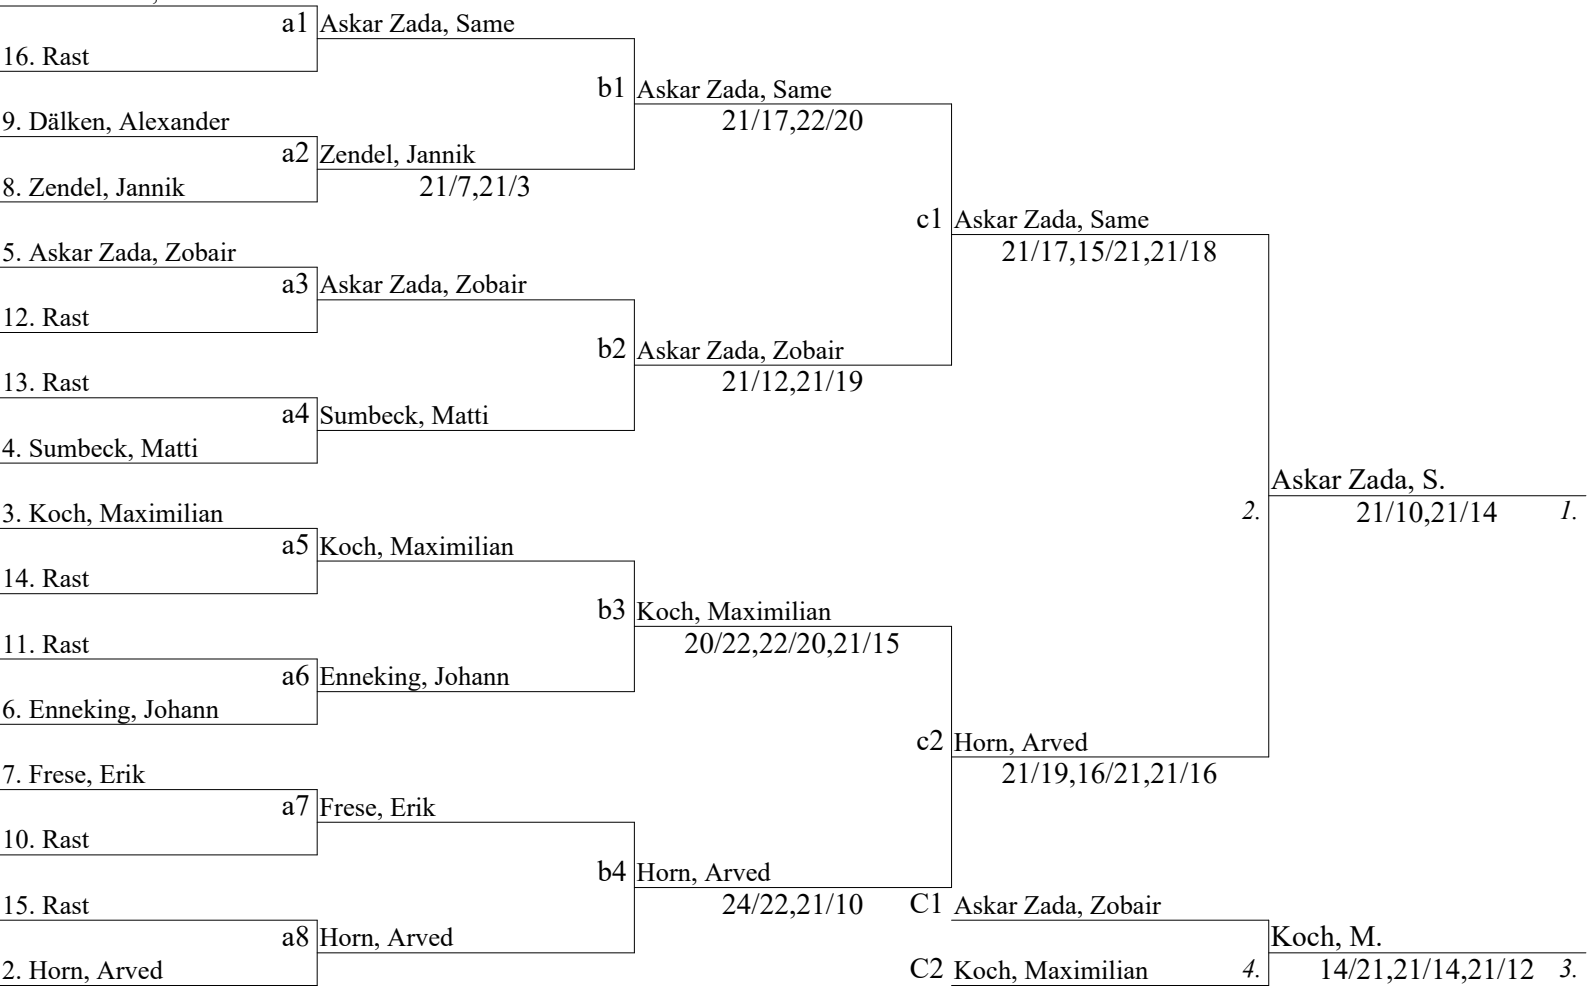 a1 Askar Zada, Same
16. Rast
b1 Askar Zada, Same
21/17,22/20
9. Dälken, Alexander
a2 Zendel, Jannik
21/7,21/3
8. Zendel, Jannik
c1 Askar Zada, Same
21/17,15/21,21/18
5. Askar Zada, Zobair
a3 Askar Zada, Zobair
12. Rast
b2 Askar Zada, Zobair
21/12,21/19
13. Rast
a4 Sumbeck, Matti
4. Sumbeck, Matti
Askar Zada, S.
2. 21/10,21/14 1.
3. Koch, Maximilian
a5 Koch, Maximilian
14. Rast
b3 Koch, Maximilian
20/22,22/20,21/15
11. Rast
a6 Enneking, Johann
6. Enneking, Johann
c2 Horn, Arved
21/19,16/21,21/16
7. Frese, Erik
a7 Frese, Erik
10. Rast
b4 Horn, Arved
24/22,21/10
15. Rast
a8 Horn, Arved
2. Horn, Arved
C1 Askar Zada, Zobair
Koch, M.
C2 Koch, Maximilian 4. 14/21,21/14,21/12 3.